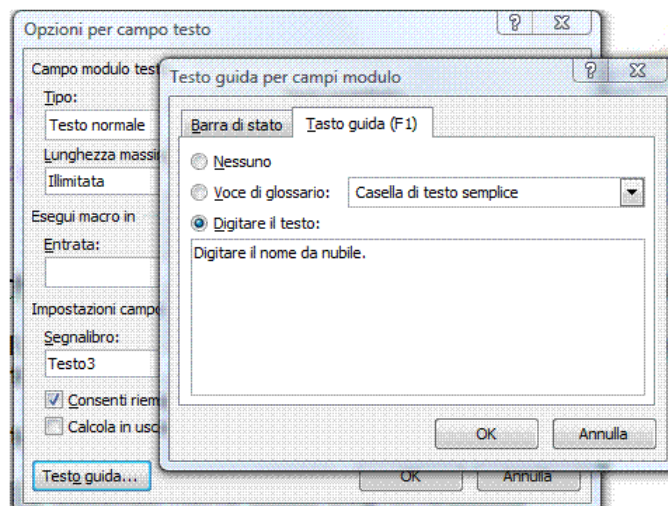 Opzioni per campo testo
Campo modulo test
Tipo:
Testo normale
Lunghezza massi
Illimitata
Esegui macro in
Entrata:
Impostazioni campo
Segnalibro:
Testo3
Consenti riem
Calcola in usc
Testo guida...
OK
Annulla
Testo guida per campi modulo
Barra di stato
Tasto guida (F1)
Nessuno
Voce di glossario:
Casella di testo semplice
Digitare il testo:
Digitare il nome da nubile.
OK
Annulla